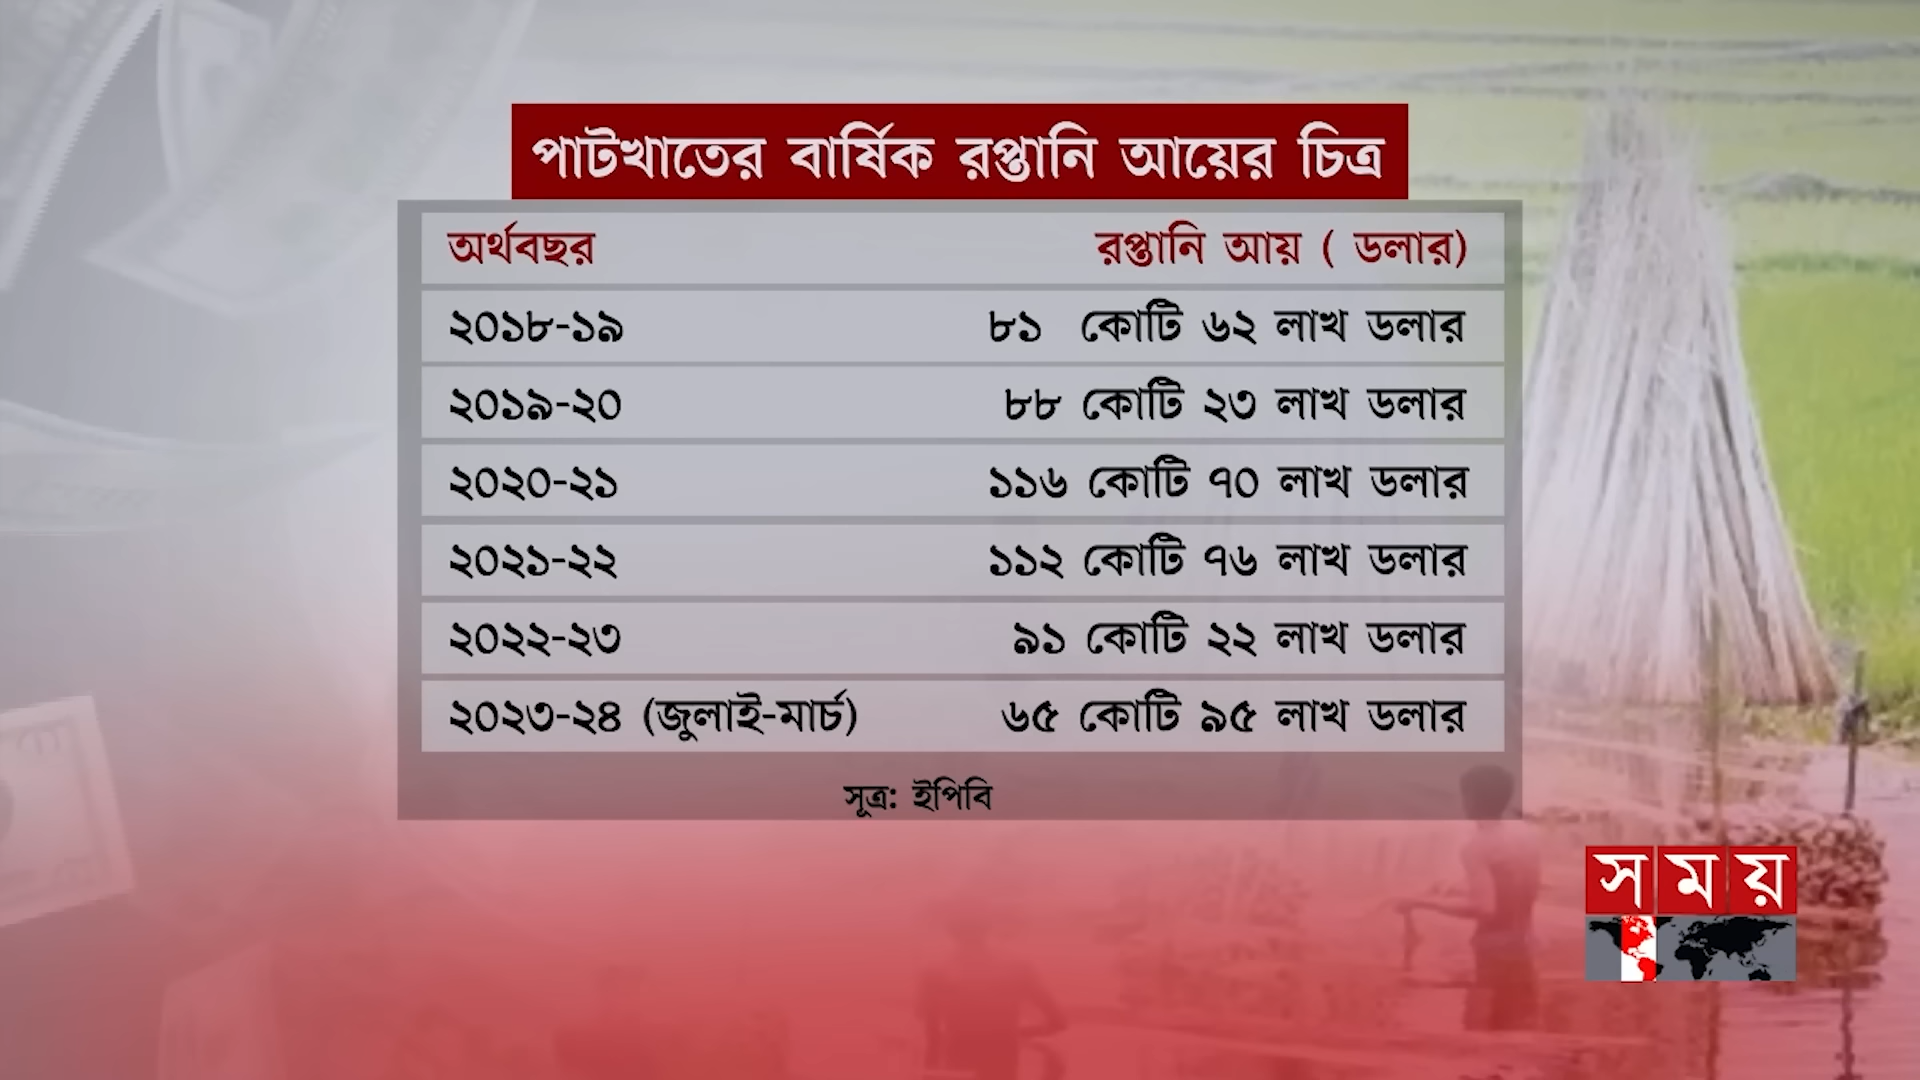 পাটখাতের বার্ষিক রপ্তানি আয়ের চিত্র
অর্থবছর রপ্তানি আয় ( ডলার)
২০১৮-১৯ ৮১ কোটি ৬২ লাখ ডলার
২০১৯-২০ ৮৮ কোটি ২৩ লাখ ডলার
২০২০-২১ ১১৬ কোটি ৭০ লাখ ডলার
২০২১-২২ ১১২ কোটি ৭৬ লাখ ডলার
২০২২-২৩ ৯১ কোটি ২২ লাখ ডলার
২০২৩-২৪ (জুলাই-মার্চ) ৬৫ কোটি ৯৫ লাখ ডলার
সূত্র: ইপিবি
সময়